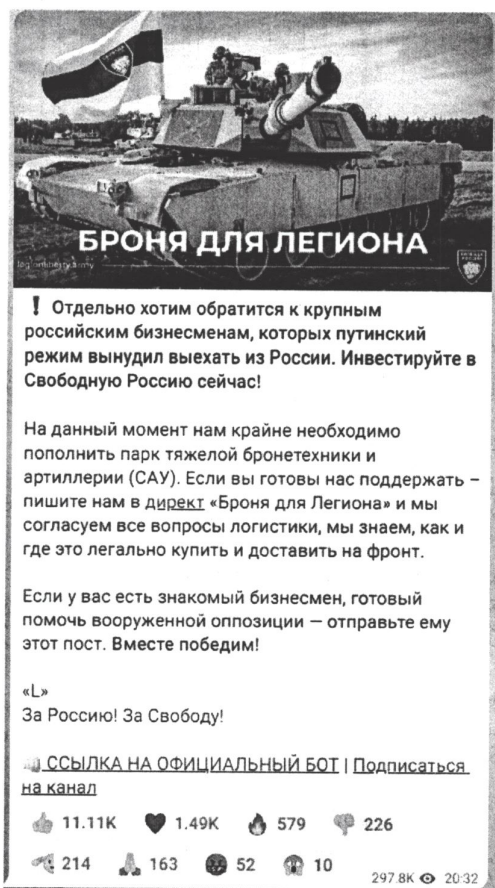 БРОНЯ ДЛЯ ЛЕГИОНА
! Отдельно хотим обратится к крупным
российским бизнесменам, которых путинский
режим вынудил выехать из России. Инвестируйте в
Свободную Россию сейчас!
На данный момент нам крайне необходимо
пополнить парк тяжелой бронетехники и
артиллерии (САУ). Если вы готовы нас поддержать –
пишите нам в директ «Броня для Легиона» и мы
согласуем все вопросы логистики, мы знаем, как и
где это легально купить и доставить на фронт.
Если у вас есть знакомый бизнесмен, готовый
помочь вооруженной оппозиции — отправьте ему
этот пост. Вместе победим!
«L»
За Россию! За Свободу!
ССЫЛКА НА ОФИЦИАЛЬНЫЙ БОТ | Подписаться
на канал
11.11K 1.49K 579 226
214 163 52 10
297.8K 20:32